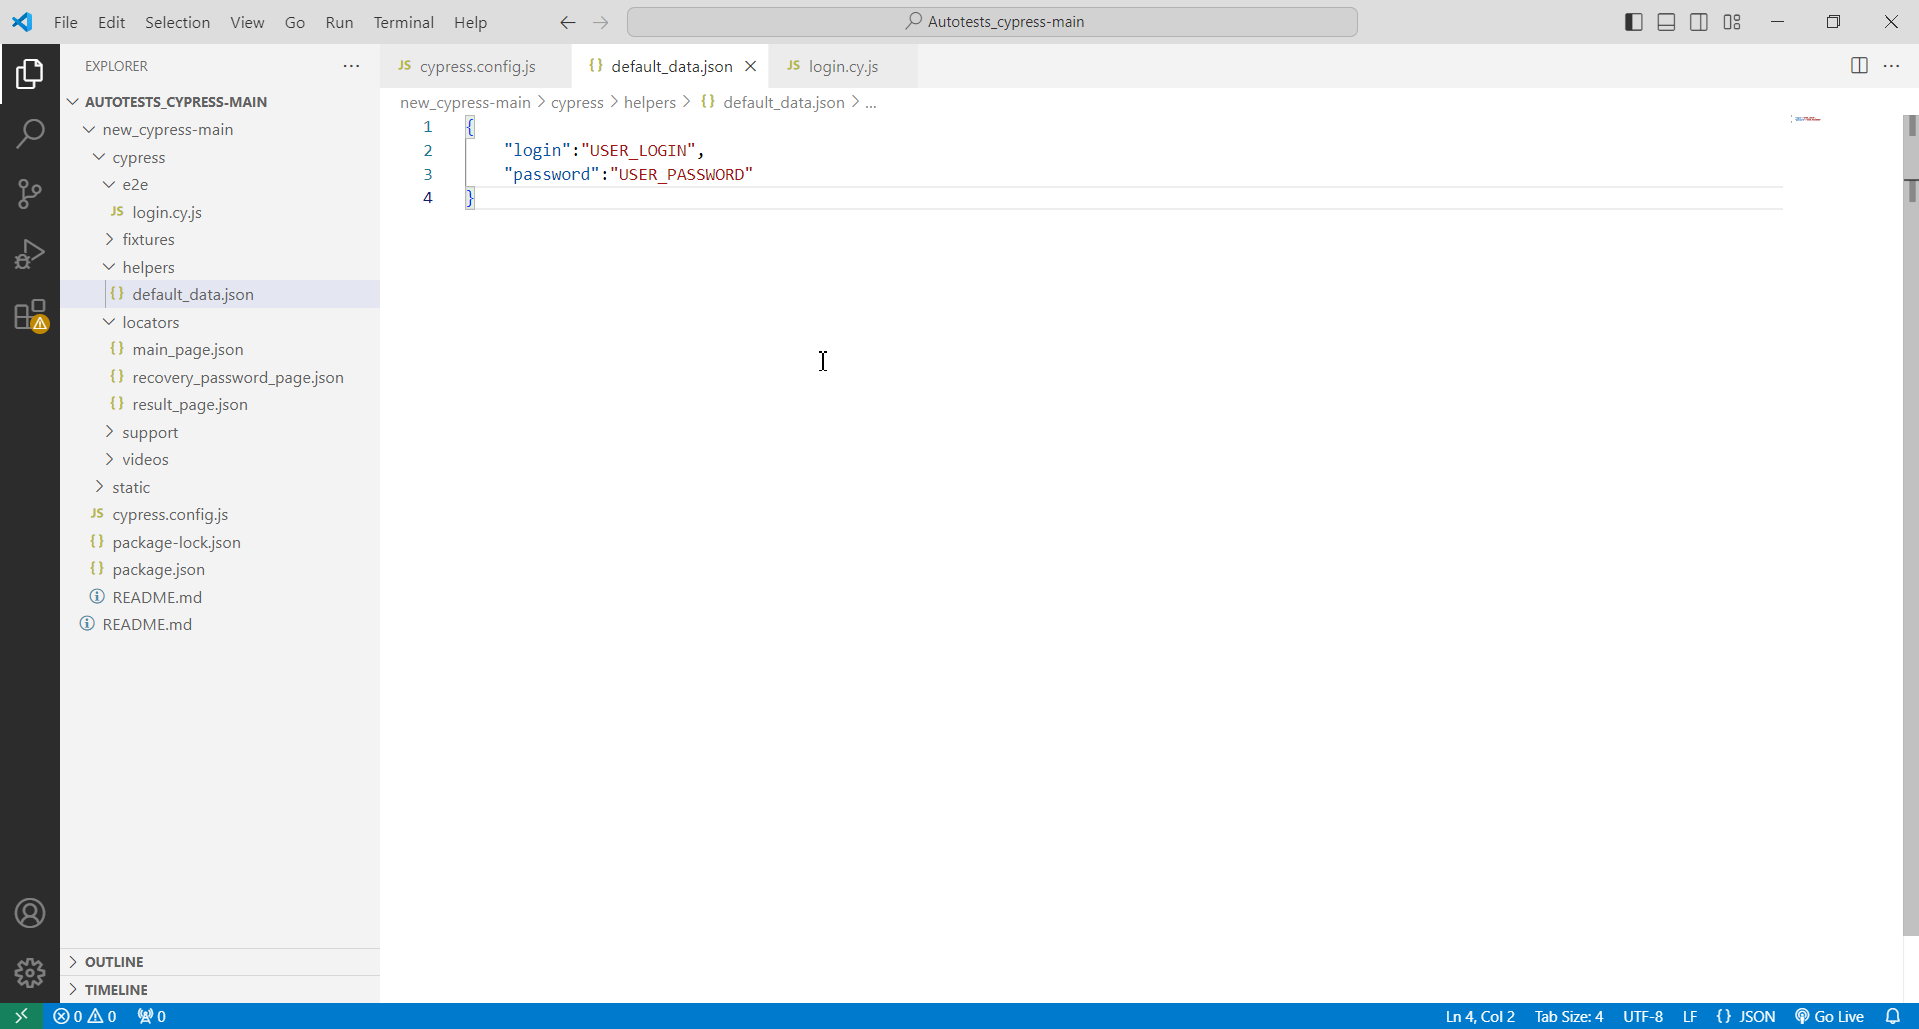 File Edit Selection View Go Run Terminal Help
Autotests_cypress-main
EXPLORER
AUTOTESTS_CYPRESS-MAIN
new_cypress-main
cypress
e2e
JS login.cy.js
fixtures
helpers
{} default_data.json
locators
{} main_page.json
{} recovery_password_page.json
{} result_page.json
support
videos
static
JS cypress.config.js
{} package-lock.json
{} package.json
README.md
README.md
OUTLINE
TIMELINE
JS cypress.config.js {} default_data.json JS login.cy.js
new_cypress-main > cypress > helpers > {} default_data.json > ...
1 {
2 "login":"USER_LOGIN",
3 "password":"USER_PASSWORD"
4 }
0 0 0 Ln 4, Col 2 Tab Size: 4 UTF-8 LF {} JSON Go Live